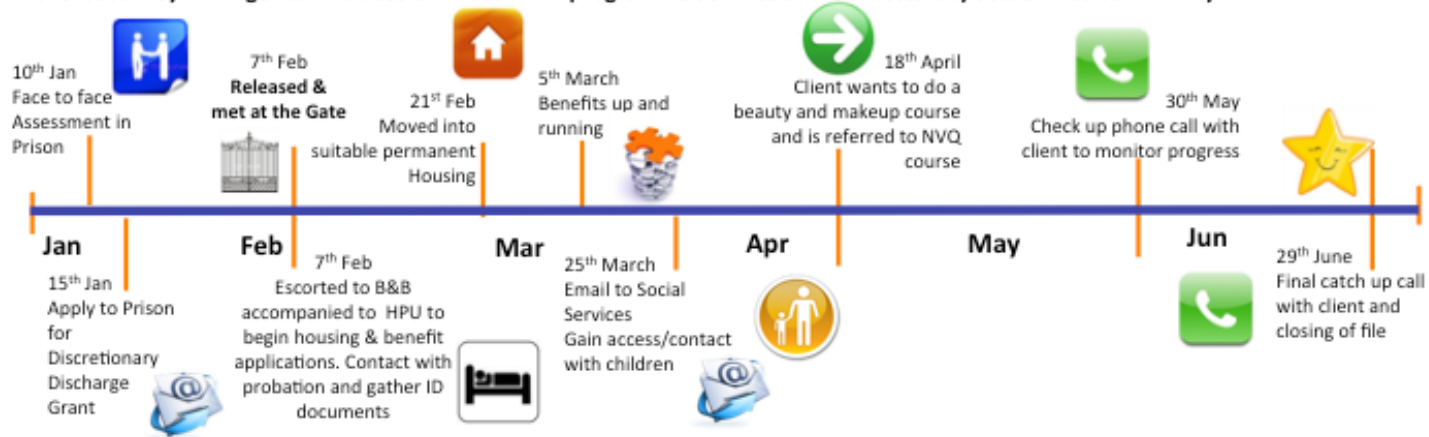 10th Jan
Face to face
Assessment in
Prison
7th Feb
Released &
met at the Gate
21st Feb
Moved into
suitable permanent
Housing
5th March
Benefits up and
running
18th April
Client wants to do a
beauty and makeup course
and is referred to NVQ
course
30th May
Check up phone call with
client to monitor progress
Jan
Feb
Mar
Apr
May
Jun
15th Jan
Apply to Prison
for
Discretionary
Discharge
Grant
7th Feb
Escorted to B&B
accompanied to HPU to
begin housing & benefit
applications. Contact with
probation and gather ID
documents
25th March
Email to Social
Services
Gain access/contact
with children
29th June
Final catch up call
with client and
closing of file